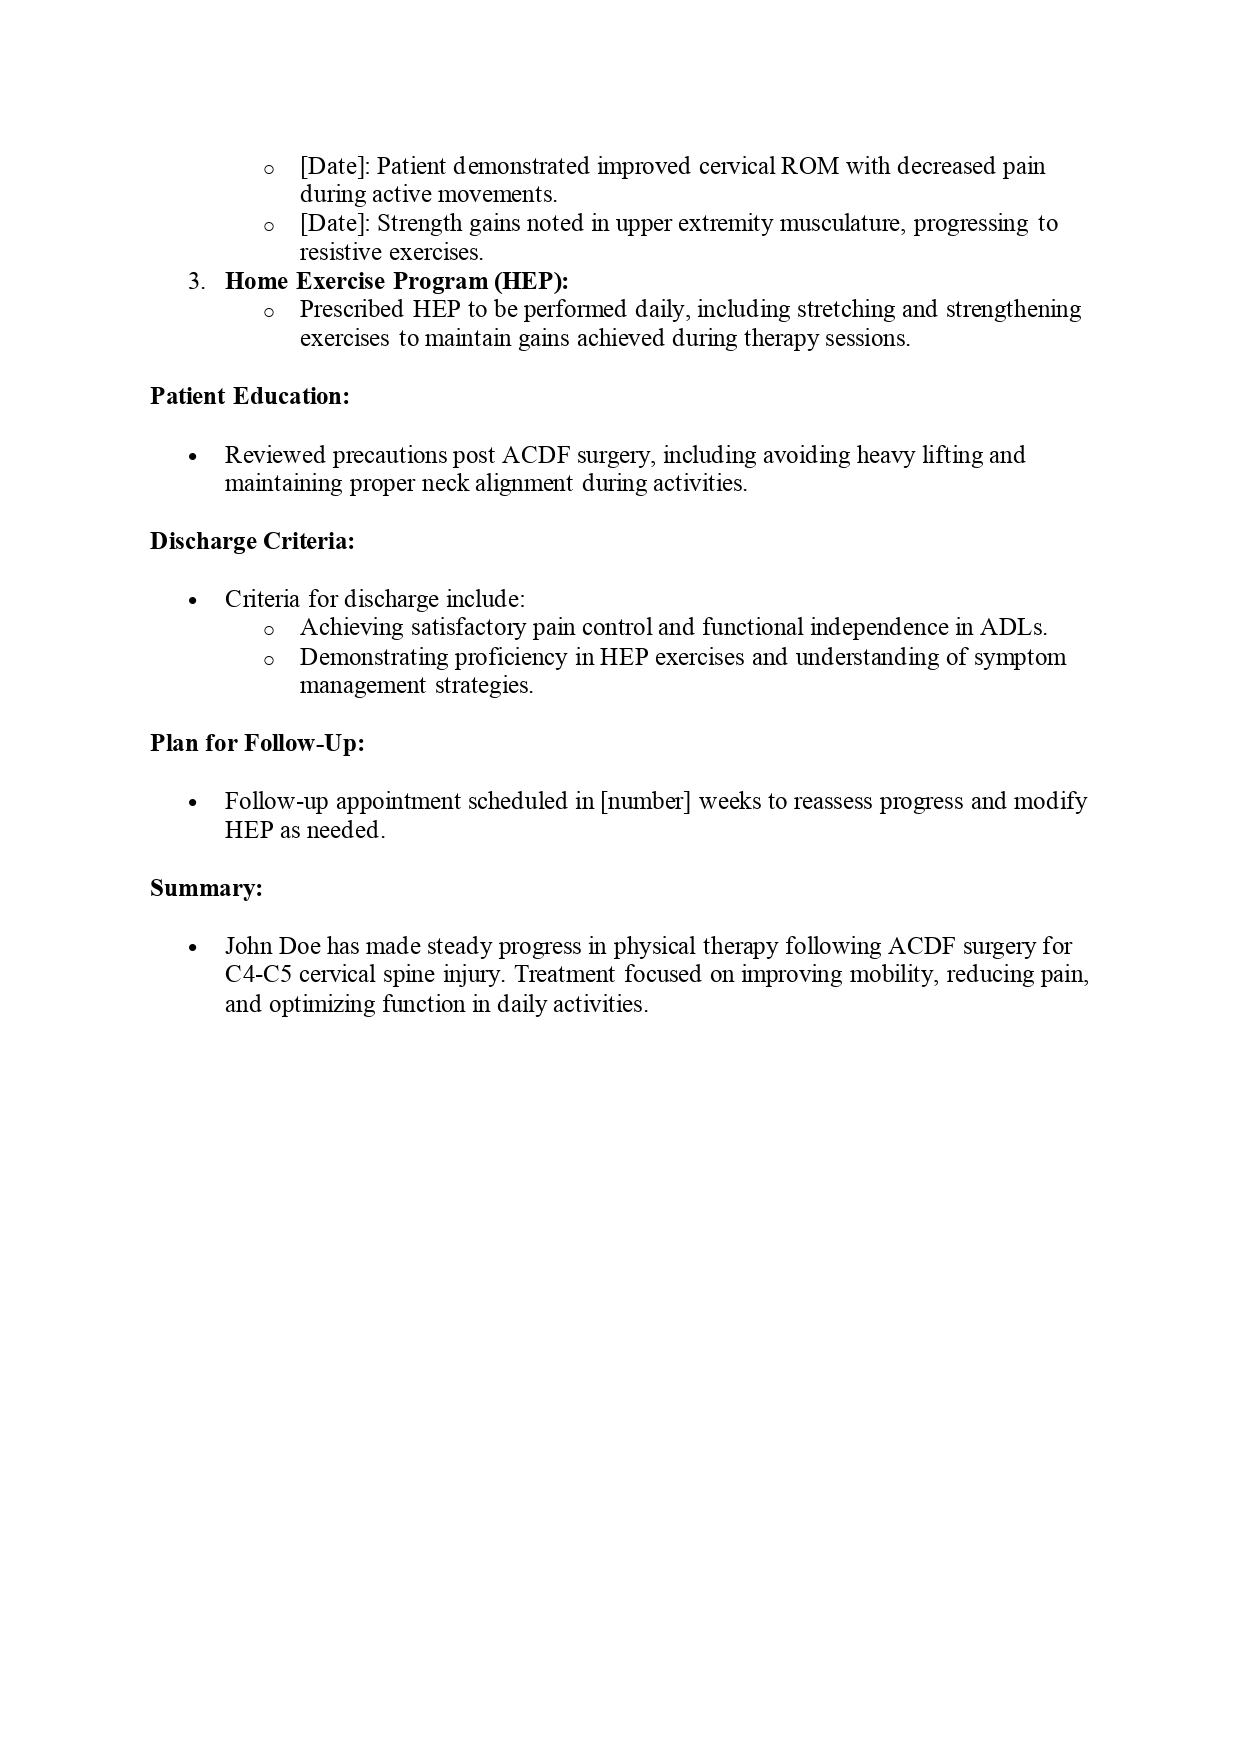 o [Date]: Patient demonstrated improved cervical ROM with decreased pain
during active movements.
o [Date]: Strength gains noted in upper extremity musculature, progressing to
resistive exercises.
3. Home Exercise Program (HEP):
o Prescribed HEP to be performed daily, including stretching and strengthening
exercises to maintain gains achieved during therapy sessions.
Patient Education:
• Reviewed precautions post ACDF surgery, including avoiding heavy lifting and
maintaining proper neck alignment during activities.
Discharge Criteria:
• Criteria for discharge include:
o Achieving satisfactory pain control and functional independence in ADLs.
o Demonstrating proficiency in HEP exercises and understanding of symptom
management strategies.
Plan for Follow-Up:
• Follow-up appointment scheduled in [number] weeks to reassess progress and modify
HEP as needed.
Summary:
• John Doe has made steady progress in physical therapy following ACDF surgery for
C4-C5 cervical spine injury. Treatment focused on improving mobility, reducing pain,
and optimizing function in daily activities.